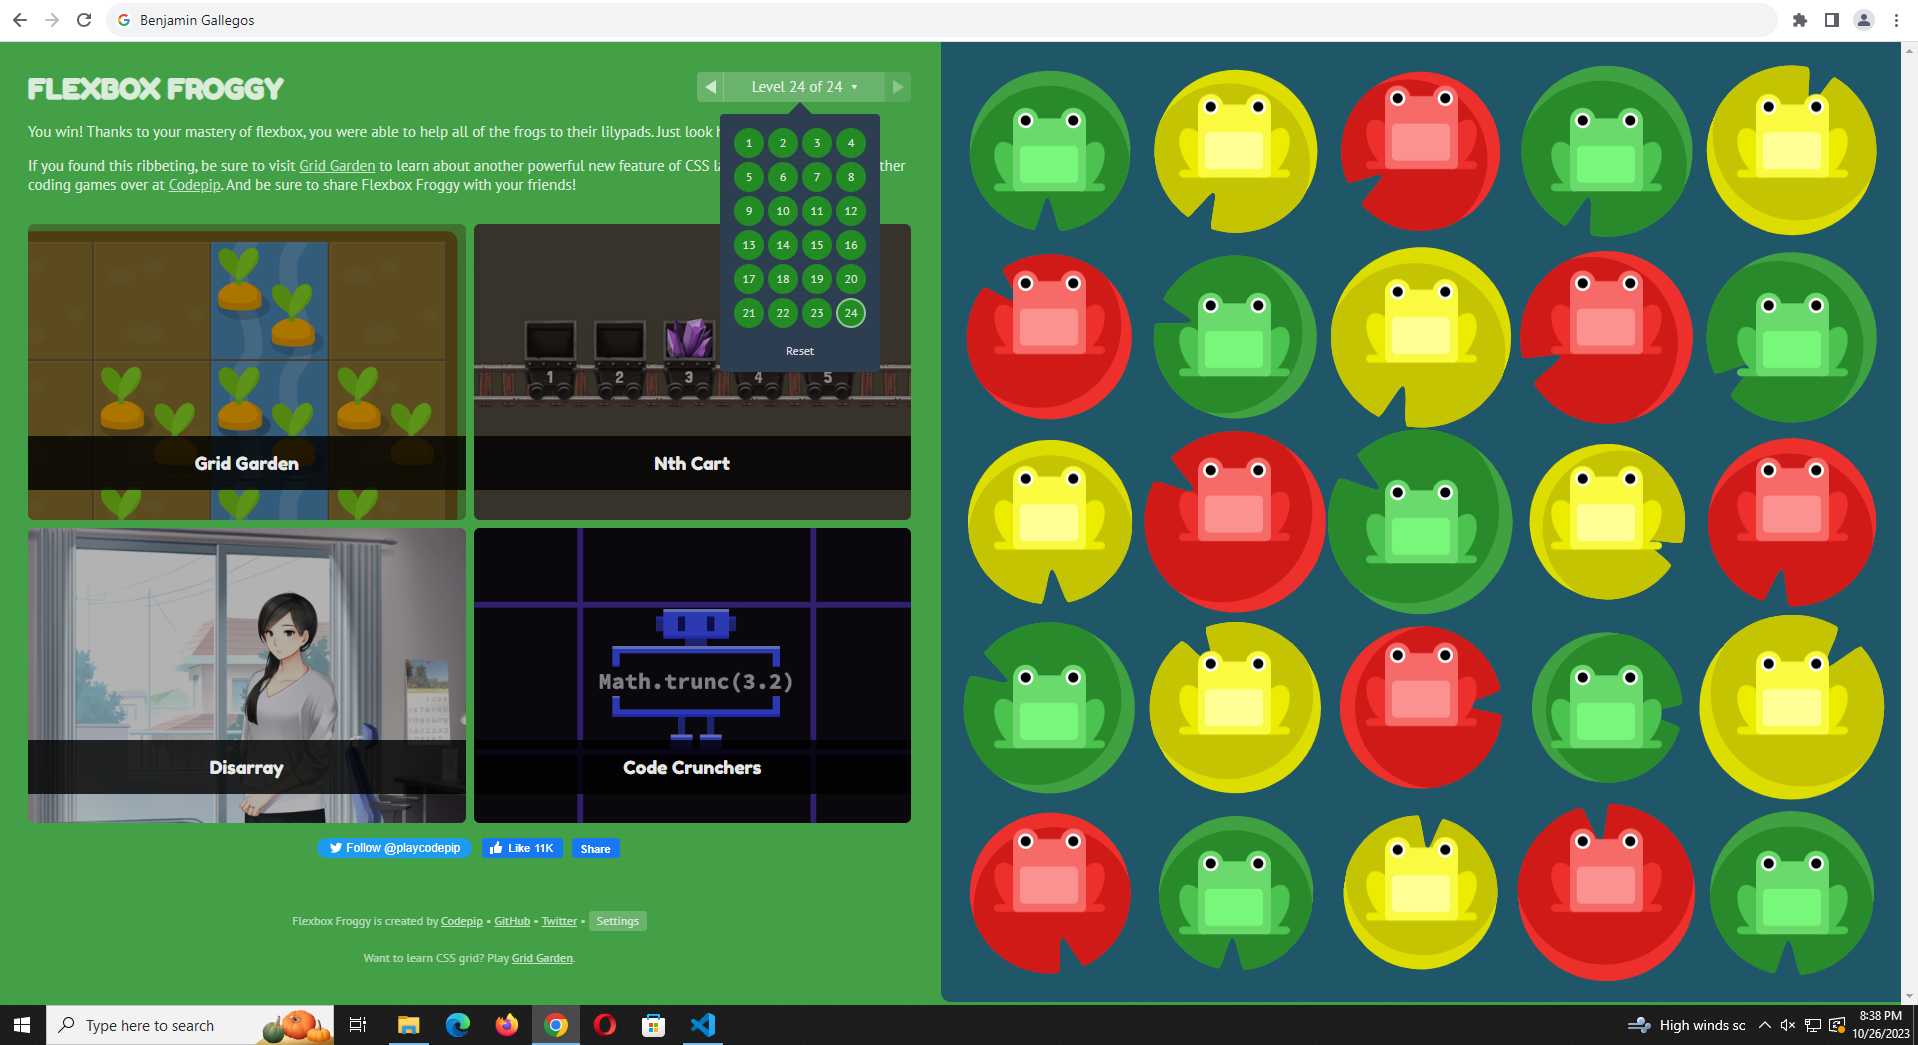 Benjamin Gallegos
FLEXBOX FROGGY
Level 24 of 24
You win! Thanks to your mastery of flexbox, you were able to help all of the frogs to their lilypads. Just look
If you found this ribbeting, be sure to visit Grid Garden to learn about another powerful new feature of CSS
coding games over at Codepip. And be sure to share Flexbox Froggy with your friends!
1 2 3 4
5 6 7 8
9 10 11 12
13 14 15 16
17 18 19 20
21 22 23 24
Reset
1 2 3 4 5
Grid Garden
Nth Cart
Math.trunc(3.2)
Disarray
Code Crunchers
Follow @playcodepip
Like 11K
Share
Flexbox Froggy is created by Codepip • GitHub • Twitter • Settings
Want to learn CSS grid? Play Grid Garden.
Type here to search
High winds sc
8:38 PM
10/26/2023